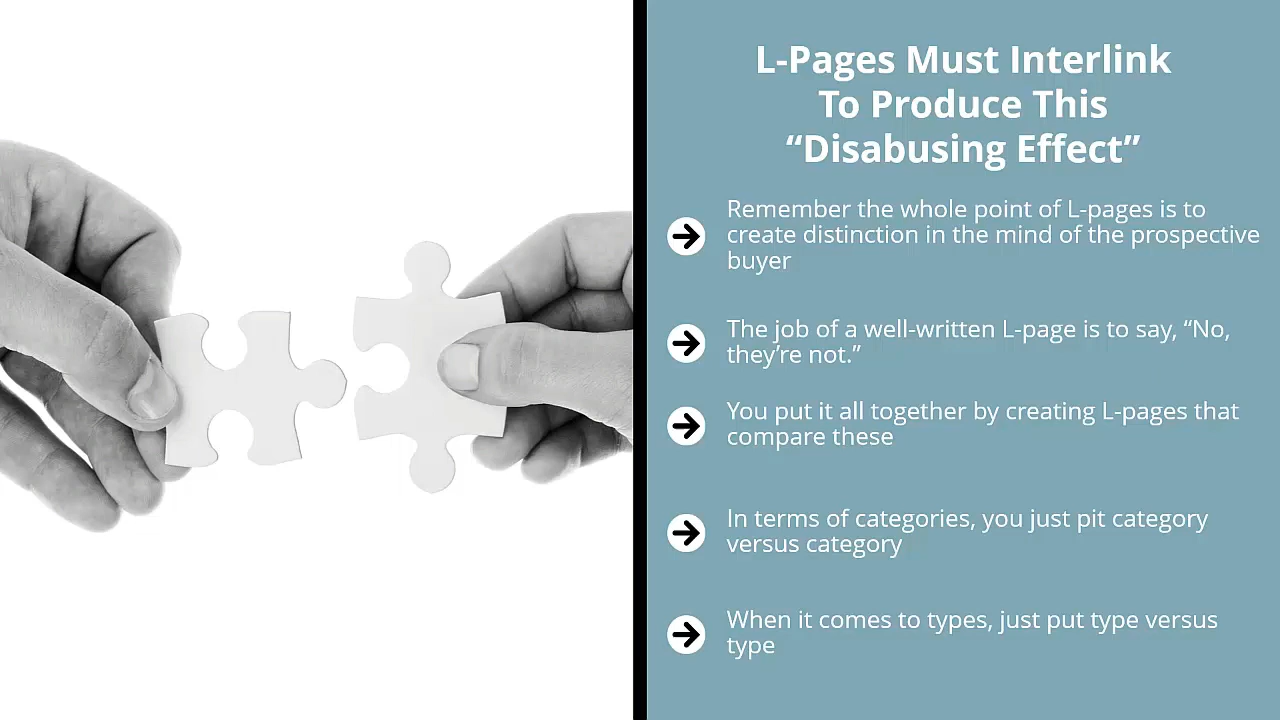 L-Pages Must Interlink
To Produce This
“Disabusing Effect”
Remember the whole point of L-pages is to
create distinction in the mind of the prospective
buyer
The job of a well-written L-page is to say, “No,
they’re not.”
You put it all together by creating L-pages that
compare these
In terms of categories, you just pit category
versus category
When it comes to types, just put type versus
type